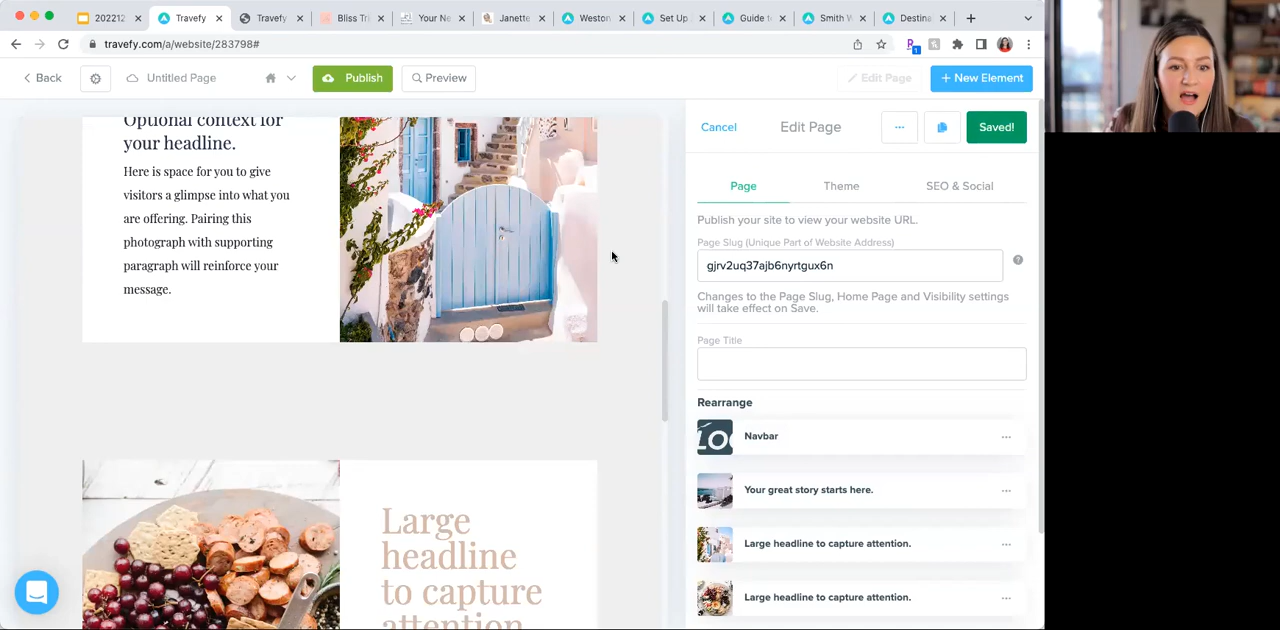 202212
Travefy
Travefy
Bliss Tri
Your Ne
Janette
Weston
Set Up
Guide to
Smith W
Destina
travefy.com/a/website/283798#
Back
Untitled Page
Publish
Preview
Edit Page
+ New Element
Optional context for
your headline.
Here is space for you to give
visitors a glimpse into what you
are offering. Pairing this
photograph with supporting
paragraph will reinforce your
message.
Large
headline
to capture
attention
Cancel
Edit Page
Saved!
Page
Theme
SEO & Social
Publish your site to view your website URL.
Page Slug (Unique Part of Website Address)
gjrv2uq37ajb6nyrtgux6n
Changes to the Page Slug, Home Page and Visibility settings
will take effect on Save.
Page Title
Rearrange
Navbar
Your great story starts here.
Large headline to capture attention.
Large headline to capture attention.